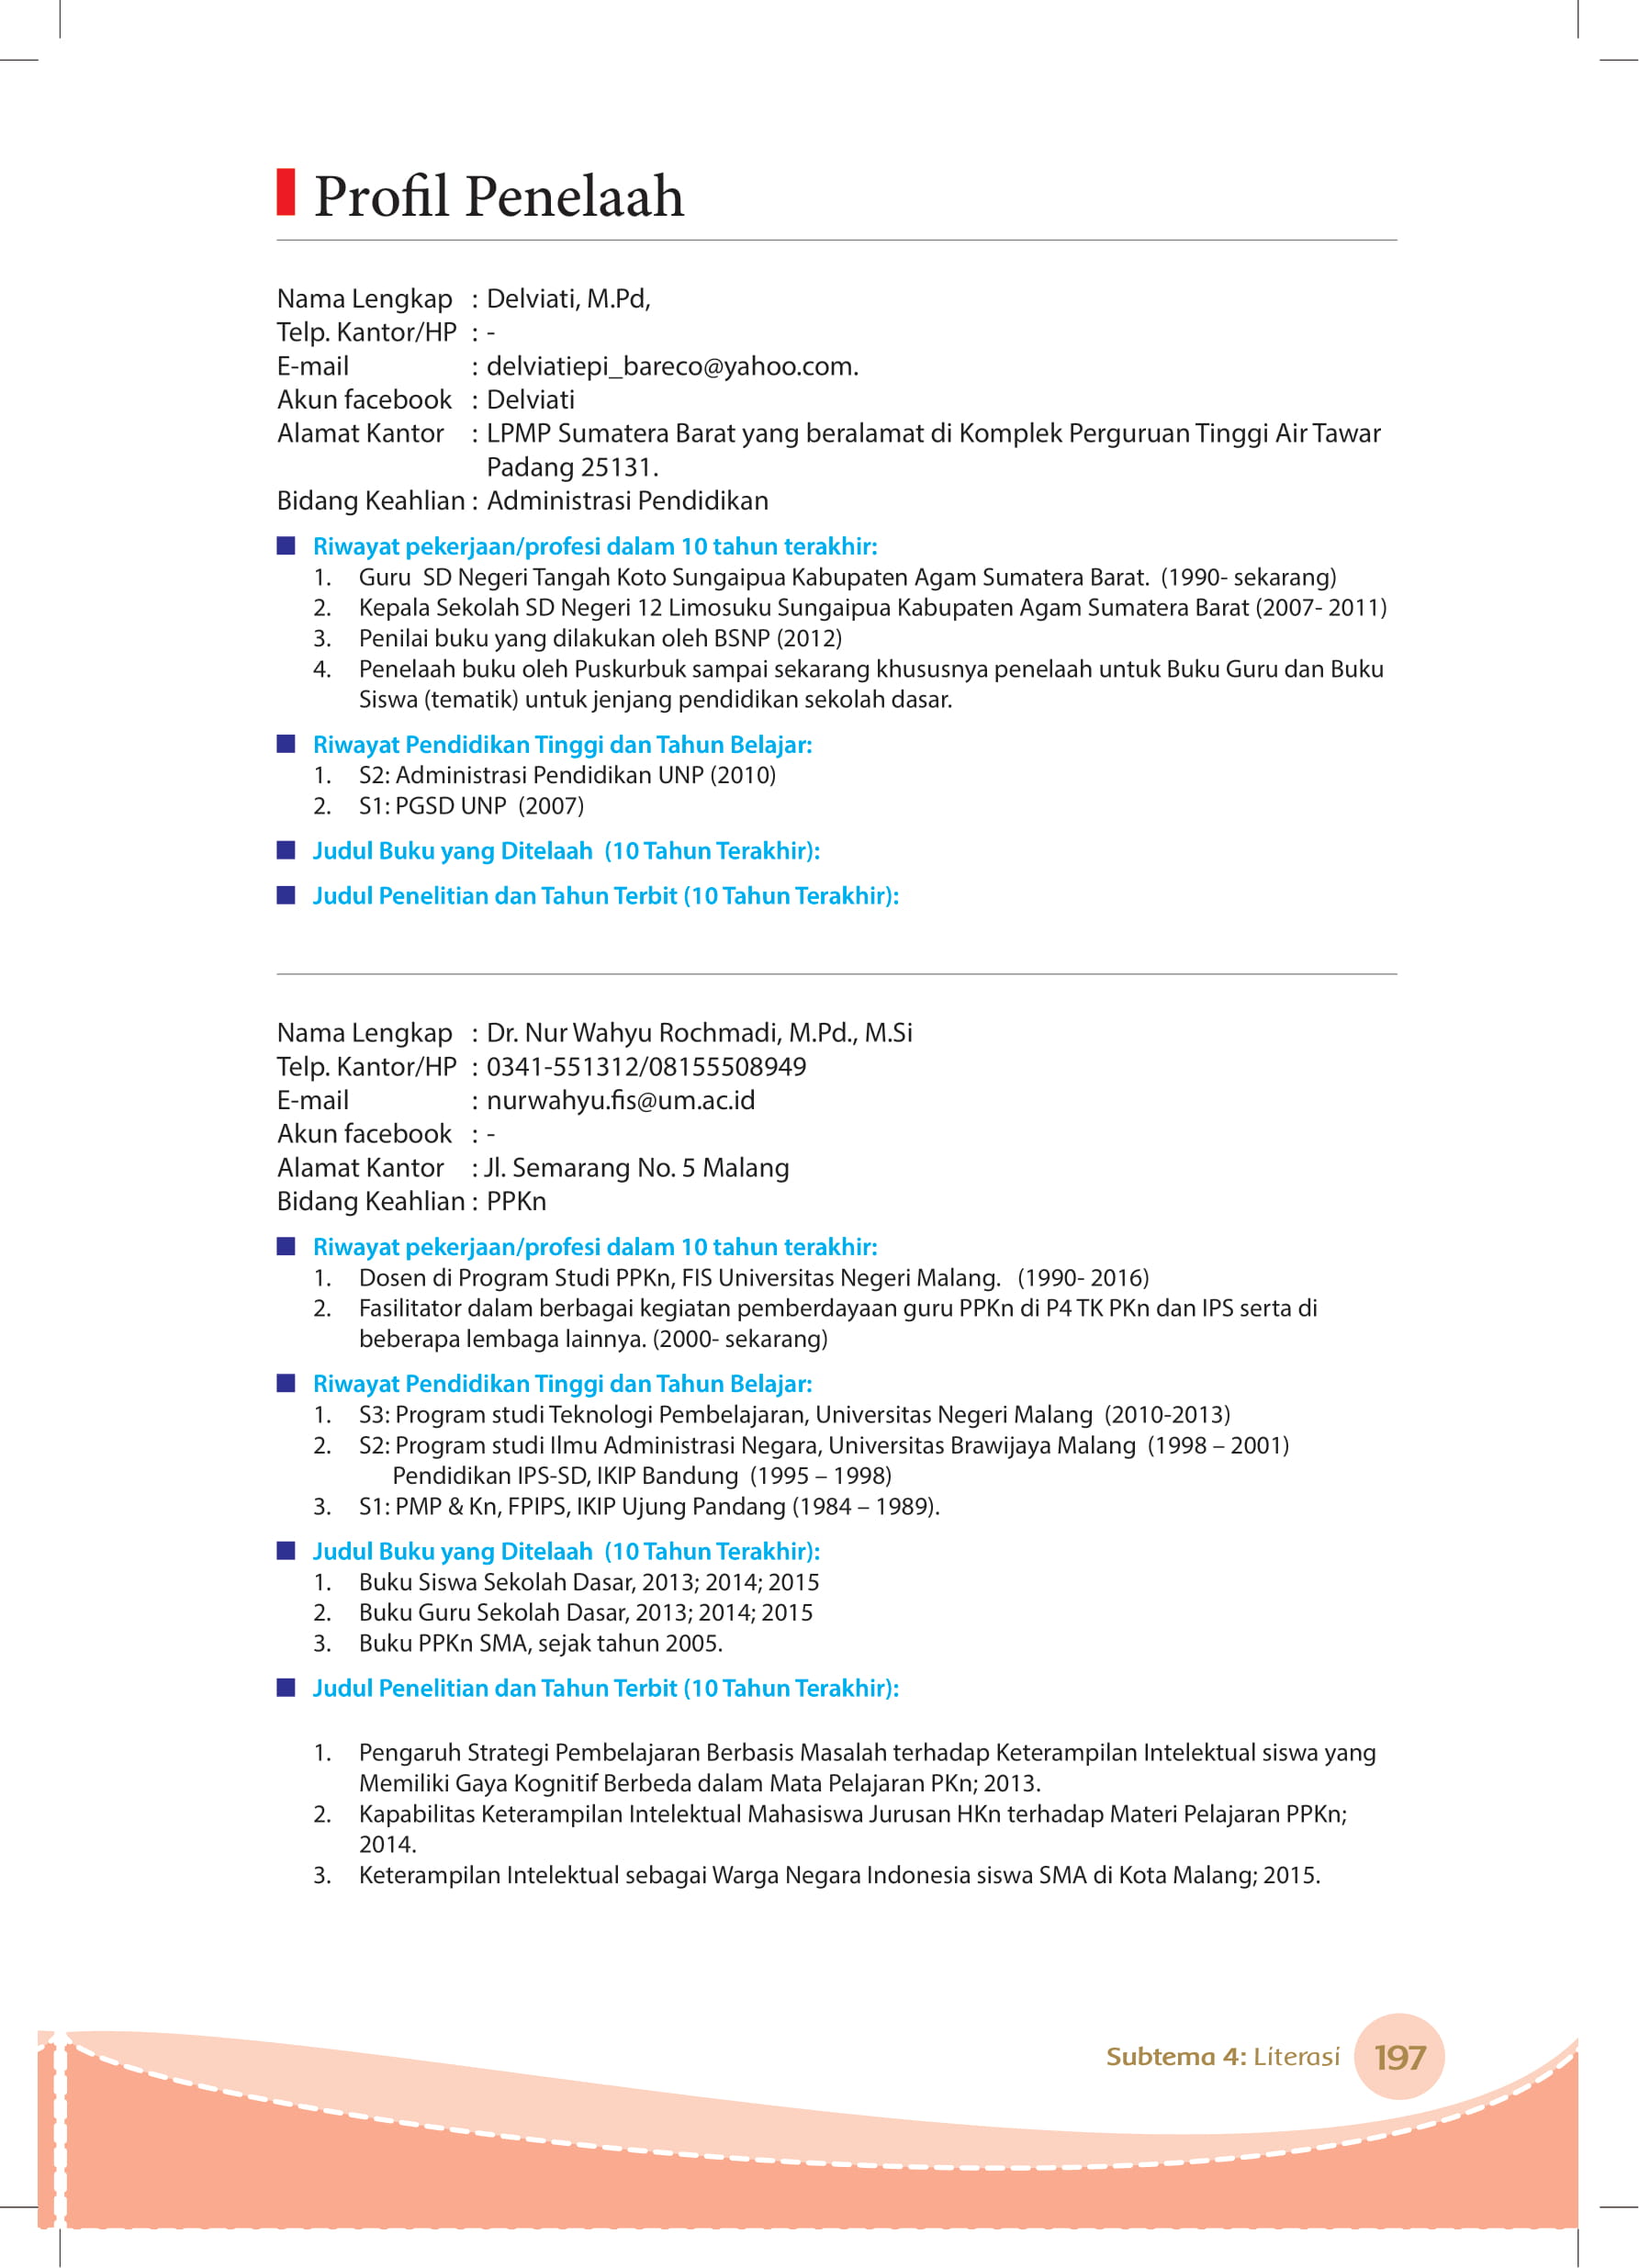 Profil Penelaah
Nama Lengkap : Delviati, M.Pd,
Telp. Kantor/HP : -
E-mail : delviatiepi_bareco@yahoo.com.
Akun facebook : Delviati
Alamat Kantor : LPMP Sumatera Barat yang beralamat di Komplek Perguruan Tinggi Air Tawar
Padang 25131.
Bidang Keahlian : Administrasi Pendidikan
Riwayat pekerjaan/profesi dalam 10 tahun terakhir:
1. Guru SD Negeri Tangah Koto Sungaipua Kabupaten Agam Sumatera Barat. (1990- sekarang)
2. Kepala Sekolah SD Negeri 12 Limosuku Sungaipua Kabupaten Agam Sumatera Barat (2007- 2011)
3. Penilai buku yang dilakukan oleh BSNP (2012)
4. Penelaah buku oleh Puskurbuk sampai sekarang khususnya penelaah untuk Buku Guru dan Buku
Siswa (tematik) untuk jenjang pendidikan sekolah dasar.
Riwayat Pendidikan Tinggi dan Tahun Belajar:
1. S2: Administrasi Pendidikan UNP (2010)
2. S1: PGSD UNP (2007)
Judul Buku yang Ditelaah (10 Tahun Terakhir):
Judul Penelitian dan Tahun Terbit (10 Tahun Terakhir):
Nama Lengkap : Dr. Nur Wahyu Rochmadi, M.Pd., M.Si
Telp. Kantor/HP : 0341-551312/08155508949
E-mail : nurwahyu.fis@um.ac.id
Akun facebook : -
Alamat Kantor : Jl. Semarang No. 5 Malang
Bidang Keahlian : PPKn
Riwayat pekerjaan/profesi dalam 10 tahun terakhir:
1. Dosen di Program Studi PPKn, FIS Universitas Negeri Malang. (1990- 2016)
2. Fasilitator dalam berbagai kegiatan pemberdayaan guru PPKn di P4 TK PKn dan IPS serta di
beberapa lembaga lainnya. (2000- sekarang)
Riwayat Pendidikan Tinggi dan Tahun Belajar:
1. S3: Program studi Teknologi Pembelajaran, Universitas Negeri Malang (2010-2013)
2. S2: Program studi Ilmu Administrasi Negara, Universitas Brawijaya Malang (1998 – 2001)
Pendidikan IPS-SD, IKIP Bandung (1995 – 1998)
3. S1: PMP & Kn, FPIPS, IKIP Ujung Pandang (1984 – 1989).
Judul Buku yang Ditelaah (10 Tahun Terakhir):
1. Buku Siswa Sekolah Dasar, 2013; 2014; 2015
2. Buku Guru Sekolah Dasar, 2013; 2014; 2015
3. Buku PPKn SMA, sejak tahun 2005.
Judul Penelitian dan Tahun Terbit (10 Tahun Terakhir):
1. Pengaruh Strategi Pembelajaran Berbasis Masalah terhadap Keterampilan Intelektual siswa yang
Memiliki Gaya Kognitif Berbeda dalam Mata Pelajaran PKn; 2013.
2. Kapabilitas Keterampilan Intelektual Mahasiswa Jurusan HKn terhadap Materi Pelajaran PPKn;
2014.
3. Keterampilan Intelektual sebagai Warga Negara Indonesia siswa SMA di Kota Malang; 2015.
Subtema 4: Literasi 197